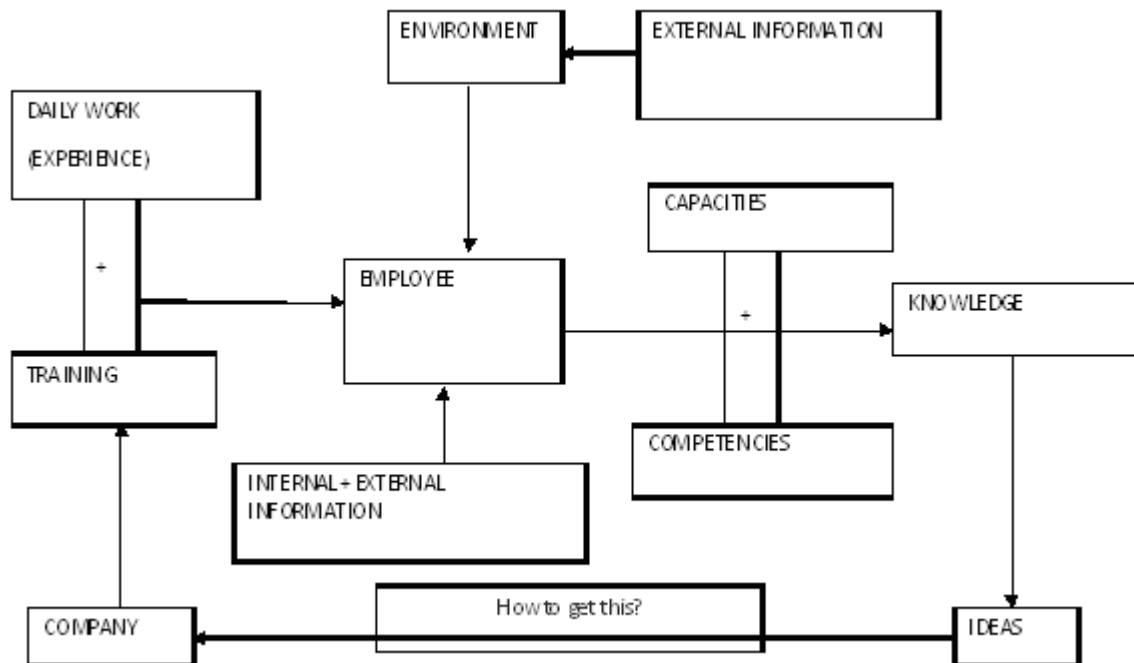 ENVIRONMENT
EXTERNAL INFORMATION
DAILY WORK
(EXPERIENCE)
CAPACITIES
+
EMPLOYEE
KNOWLEDGE
+
TRAINING
COMPETENCIES
INTERNAL + EXTERNAL
INFORMATION
How to get this?
COMPANY
IDEAS